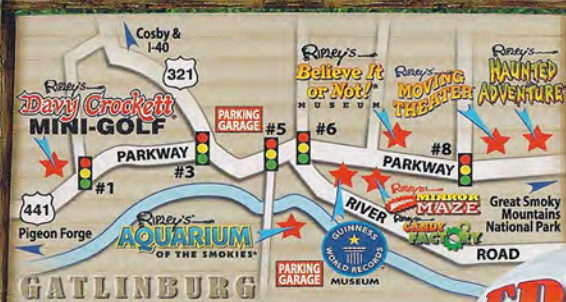 Cosby &
I-40
321
Ripley's
Davy Crockett
MINI-GOLF
PARKING
GARAGE
#5
#6
Ripley's
Believe It
or Not!®
MUSEUM
Ripley's
MOVING
THEATER
Ripley's
HAUNTED
ADVENTURE
PARKWAY
#3
#1
#8
PARKWAY
441
Pigeon Forge
Ripley's
AQUARIUM
OF THE SMOKIES®
PARKING
GARAGE
GUINNESS
WORLD RECORDS
MUSEUM
RIVER
ROAD
Ripley's
MIRROR
MAZE
Ripley's
CANDY
FACTORY
Great Smoky
Mountains
National Park
GATLINBURG